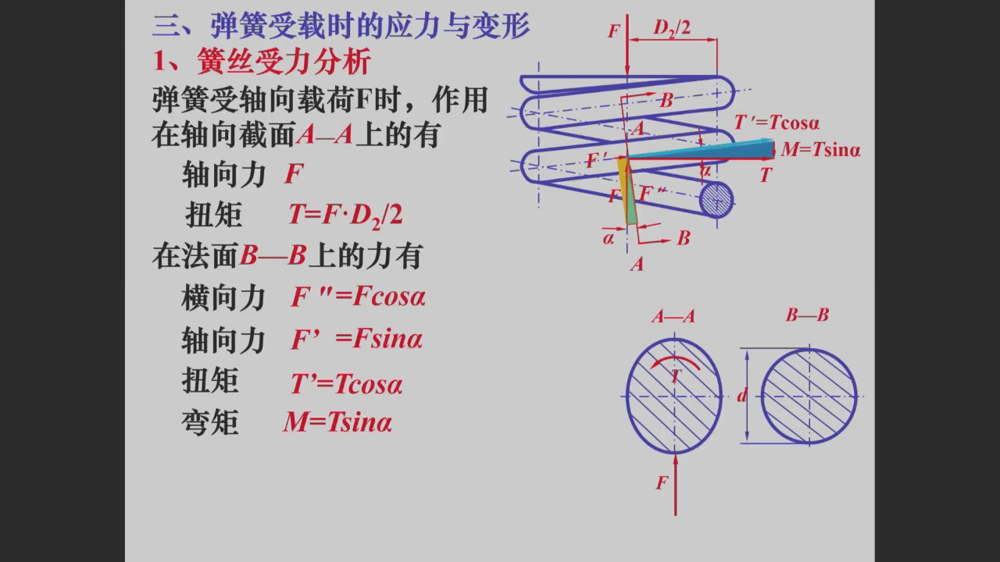 三、弹簧受载时的应力与变形
1、簧丝受力分析
弹簧受轴向载荷F时，作用
在轴向截面A—A上的有
轴向力 F
扭矩 T=F·D₂/2
在法面B—B上的力有
横向力 F″=Fcosα
轴向力 F’=Fsinα
扭矩 T’=Tcosα
弯矩 M=Tsinα
F
D₂/2
B
A
T′=Tcosα
M=Tsinα
F′
α
T
F
F″
α
B
A
A—A
B—B
T
d
F